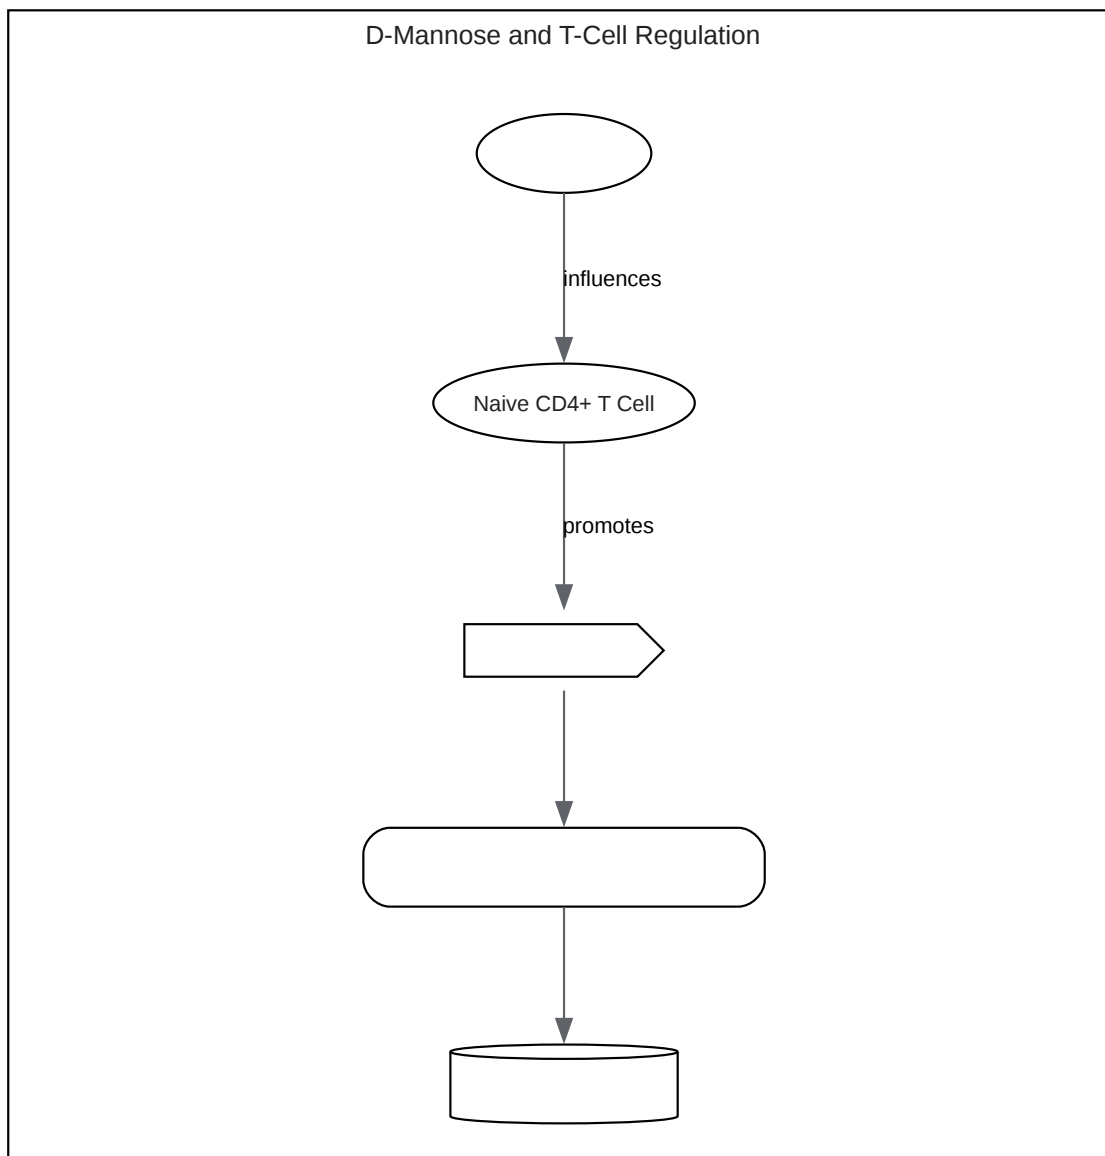 D-Mannose and T-Cell Regulation
influences
Naive CD4+ T Cell
promotes